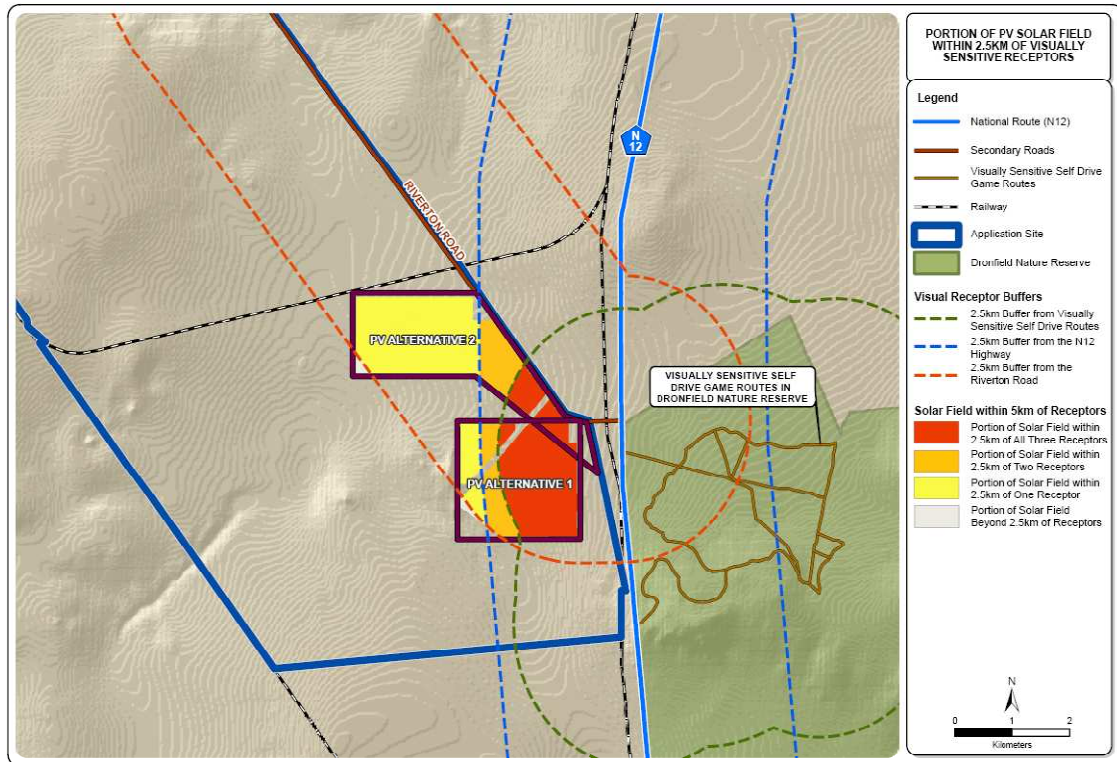 PORTION OF PV SOLAR FIELD
WITHIN 2.5KM OF VISUALLY
SENSITIVE RECEPTORS
Legend
National Route (N12)
Secondary Roads
Visually Sensitive Self Drive
Game Routes
Railway
Application Site
Dronfield Nature Reserve
Visual Receptor Buffers
2.5km Buffer from Visually
Sensitive Self Drive Routes
2.5km Buffer from the N12
Highway
2.5km Buffer from the
Riverton Road
Solar Field within 5km of Receptors
Portion of Solar Field within
2.5km of All Three Receptors
Portion of Solar Field within
2.5km of Two Receptors
Portion of Solar Field within
2.5km of One Receptor
Portion of Solar Field
Beyond 2.5km of Receptors
N
0 1 2
Kilometers
N
12
RIVERTON ROAD
PV ALTERNATIVE 2
VISUALLY SENSITIVE SELF
DRIVE GAME ROUTES IN
DRONFIELD NATURE RESERVE
PV ALTERNATIVE 1